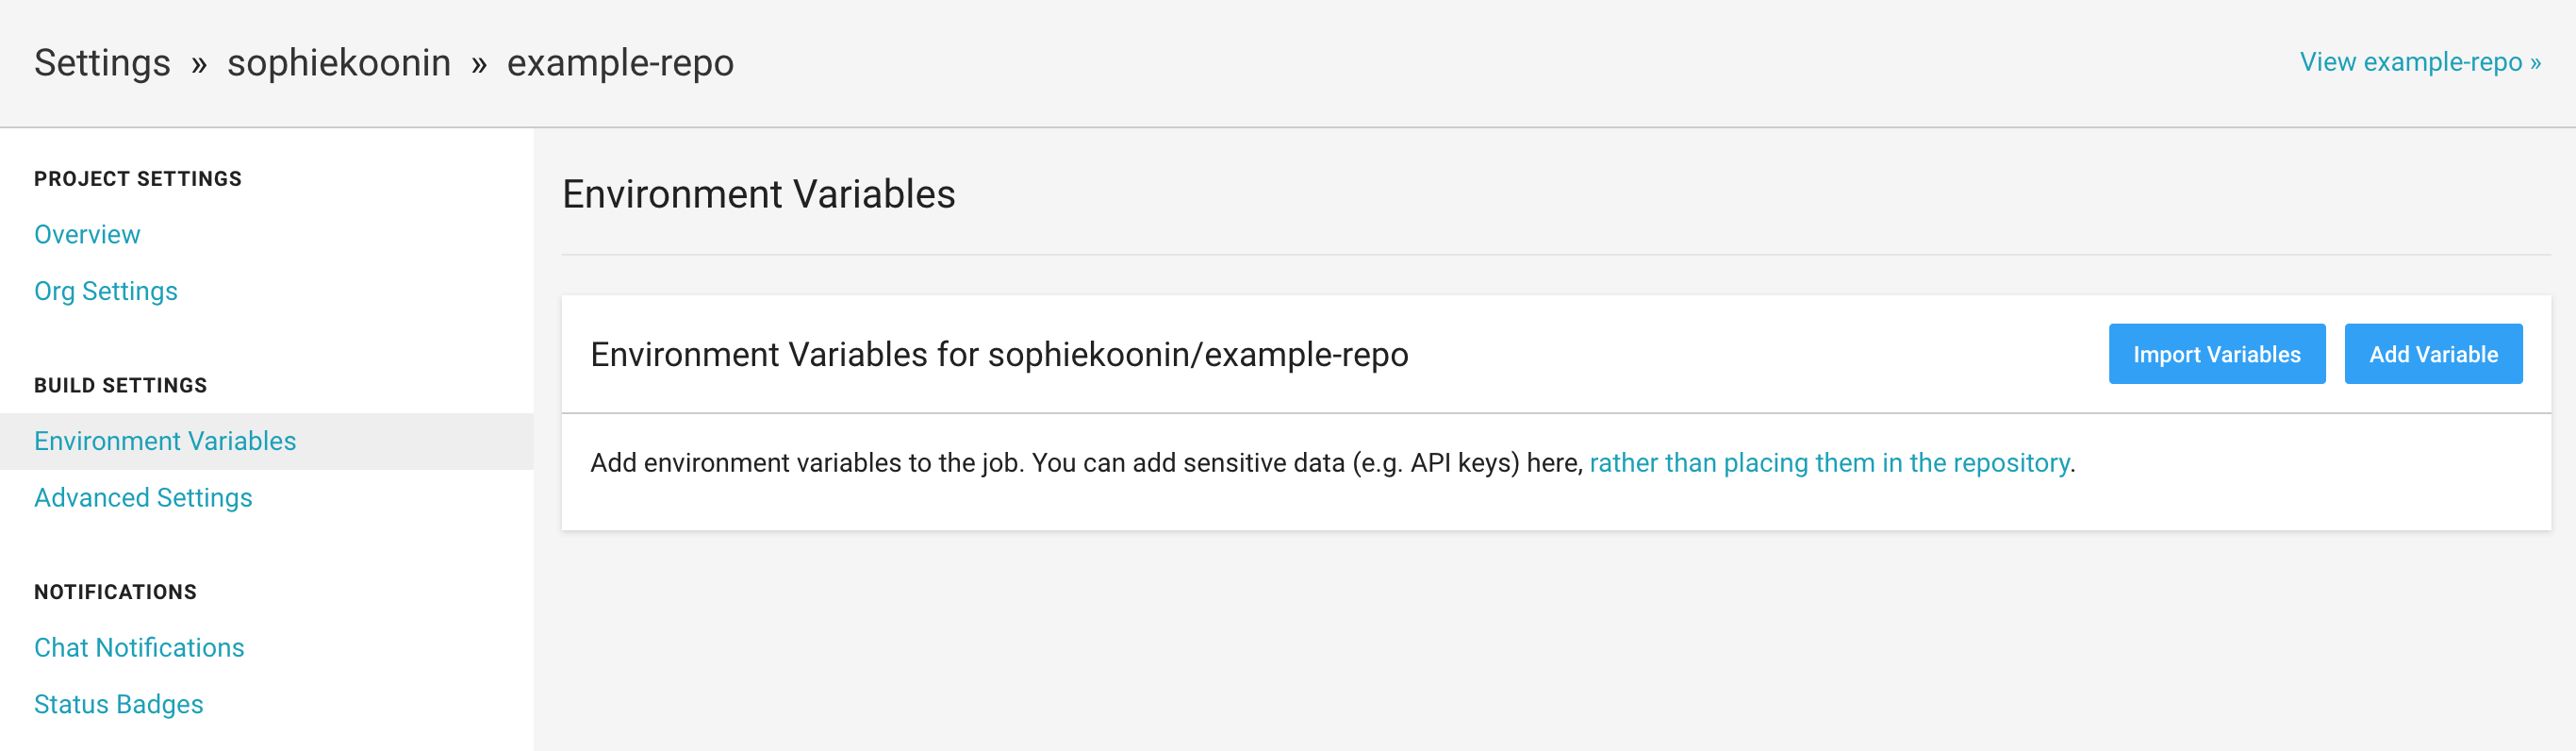 Settings » sophiekoonin » example-repo
View example-repo »
PROJECT SETTINGS
Overview
Org Settings
BUILD SETTINGS
Environment Variables
Advanced Settings
NOTIFICATIONS
Chat Notifications
Status Badges
Environment Variables
Environment Variables for sophiekoonin/example-repo
Import Variables
Add Variable
Add environment variables to the job. You can add sensitive data (e.g. API keys) here, rather than placing them in the repository.